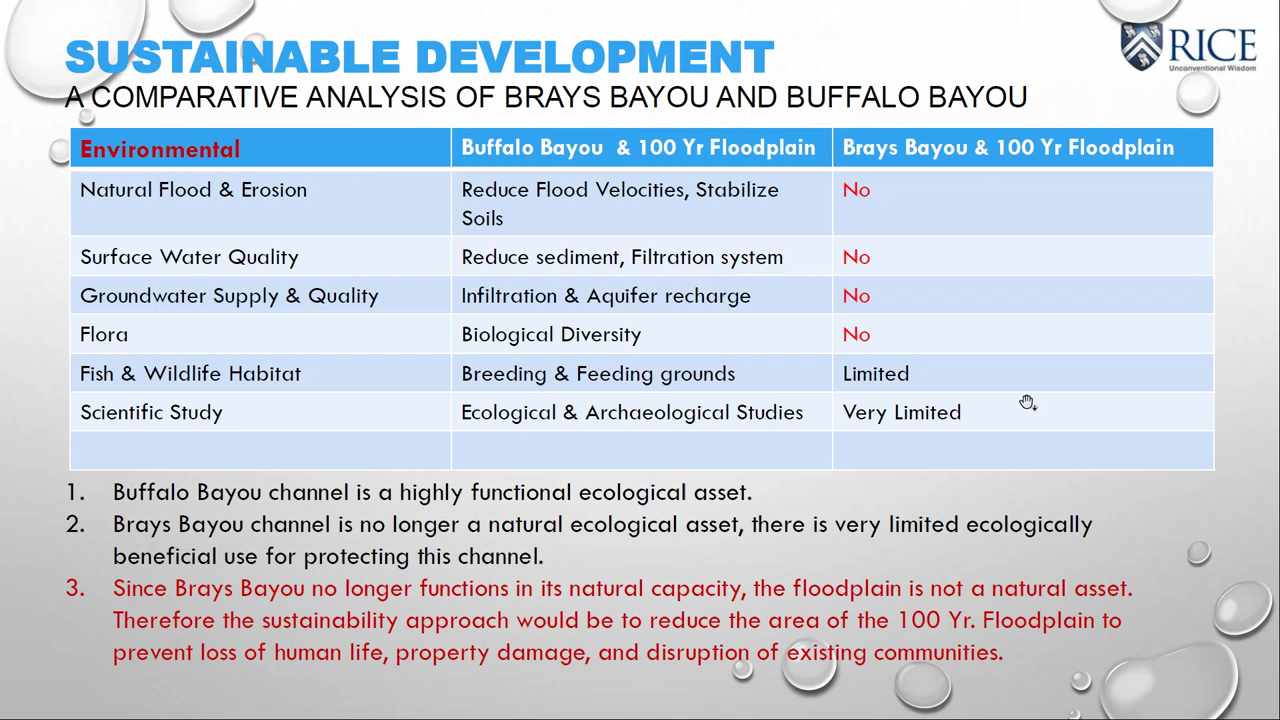 SUSTAINABLE DEVELOPMENT
A COMPARATIVE ANALYSIS OF BRAYS BAYOU AND BUFFALO BAYOU
RICE
Unconventional Wisdom
Environmental
Buffalo Bayou & 100 Yr Floodplain
Brays Bayou & 100 Yr Floodplain
Natural Flood & Erosion
Reduce Flood Velocities, Stabilize
Soils
No
Surface Water Quality
Reduce sediment, Filtration system
No
Groundwater Supply & Quality
Infiltration & Aquifer recharge
No
Flora
Biological Diversity
No
Fish & Wildlife Habitat
Breeding & Feeding grounds
Limited
Scientific Study
Ecological & Archaeological Studies
Very Limited
1. Buffalo Bayou channel is a highly functional ecological asset.
2. Brays Bayou channel is no longer a natural ecological asset, there is very limited ecologically
beneficial use for protecting this channel.
3. Since Brays Bayou no longer functions in its natural capacity, the floodplain is not a natural asset.
Therefore the sustainability approach would be to reduce the area of the 100 Yr. Floodplain to
prevent loss of human life, property damage, and disruption of existing communities.